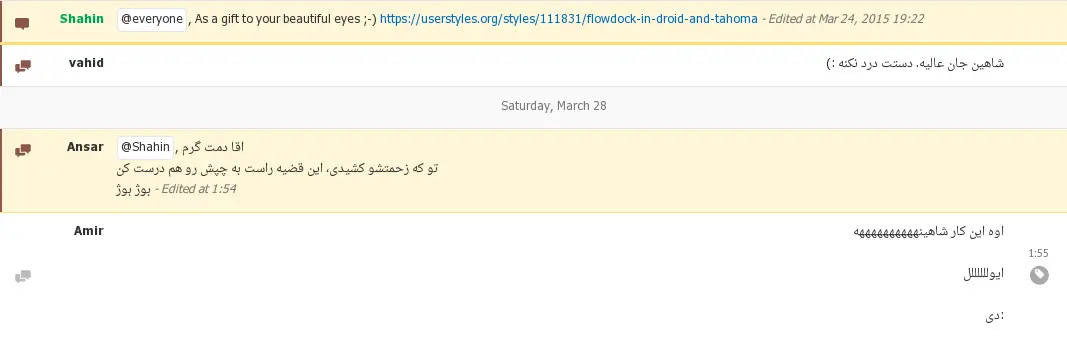 Shahin @everyone , As a gift to your beautiful eyes ;-) https://userstyles.org/styles/111831/flowdock-in-droid-and-tahoma - Edited at Mar 24, 2015 19:22
vahid شاهین جان عالیه. دستت درد نکنه :)
Saturday, March 28
Ansar @Shahin , اقا دمت گرم
تو که زحمتشو کشیدی، این قضیه راست به چپش رو هم درست کن
بوژ بوژ - Edited at 1:54
Amir اوه این کار شاهینههههههههههه
1:55
ایوللللللل
:دی